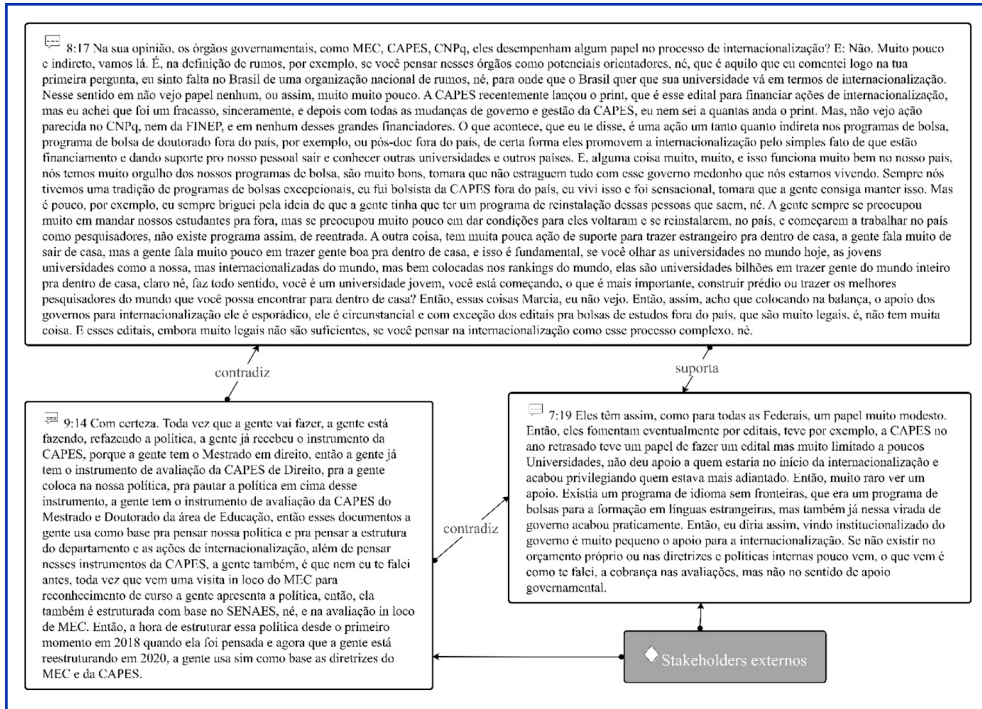 8:17 Na sua opinião, os órgãos governamentais, como MEC, CAPES, CNPq, eles desempenham algum papel no processo de internacionalização? E: Não. Muito pouco
e indireto, vamos lá. É, na definição de rumos, por exemplo, se você pensar nesses órgãos como potenciais orientadores, né, que é aquilo que eu comentei logo na tua
primeira pergunta, eu sinto falta no Brasil de uma organização nacional de rumos, né, para onde que o Brasil quer que sua universidade vá em termos de internacionalização.
Nesse sentido em não vejo papel nenhum, ou assim, muito muito pouco. A CAPES recentemente lançou o print, que é esse edital para financiar ações de internacionalização,
mas eu achei que foi um fracasso, sinceramente, e depois com todas as mudanças de governo e gestão da CAPES, eu nem sei a quantas anda o print. Mas, não vejo ação
parecida no CNPq, nem da FINEP, e em nenhum desses grandes financiadores. O que acontece, que eu te disse, é uma ação um tanto quanto indireta nos programas de bolsa,
programa de bolsa de doutorado fora do país, por exemplo, ou pós-doc fora do país, de certa forma eles promovem a internacionalização pelo simples fato de que estão
financiamento e dando suporte pro nosso pessoal sair e conhecer outras universidades e outros países. E, alguma coisa muito, muito, e isso funciona muito bem no nosso país,
nós temos muito orgulho dos nossos programas de bolsa, são muito bons, tomara que não estraguem tudo com esse governo medonho que nós estamos vivendo. Sempre nós
tivemos uma tradição de programas de bolsas excepcionais, eu fui bolsista da CAPES fora do país, eu vivi isso e foi sensacional, tomara que a gente consiga manter isso. Mas
é pouco, por exemplo, eu sempre briguei pela ideia de que a gente tinha que ter um programa de reinstalação dessas pessoas que saem, né. A gente sempre se preocupou
muito em mandar nossos estudantes pra fora, mas se preocupou muito pouco em dar condições para eles voltaram e se reinstalarem, no país, e começarem a trabalhar no país
como pesquisadores, não existe programa assim, de reentrada. A outra coisa, tem muita pouca ação de suporte para trazer estrangeiro pra dentro de casa, a gente fala muito de
sair de casa, mas a gente fala muito pouco em trazer gente boa pra dentro de casa, e isso é fundamental, se você olhar as universidades no mundo hoje, as jovens
universidades como a nossa, mas internacionalizadas do mundo, mas bem colocadas nos rankings do mundo, elas são universidades bilhões em trazer gente do mundo inteiro
pra dentro de casa, claro né, faz todo sentido, você é um universidade jovem, você está começando, o que é mais importante, construir prédio ou trazer os melhores
pesquisadores do mundo que você possa encontrar para dentro de casa? Então, essas coisas Marcia, eu não vejo. Então, assim, acho que colocando na balança, o apoio dos
governos para internacionalização ele é esporádico, ele é circunstancial e com exceção dos editais pra bolsas de estudos fora do país, que são muito legais, é, não tem muita
coisa. E esses editais, embora muito legais não são suficientes, se você pensar na internacionalização como esse processo complexo, né.
contradiz
suporta
9:14 Com certeza. Toda vez que a gente vai fazer, a gente está
fazendo, refazendo a política, a gente já recebeu o instrumento da
CAPES, porque a gente tem o Mestrado em direito, então a gente já
tem o instrumento de avaliação da CAPES de Direito, pra a gente
coloca na nossa política, pra pautar a política em cima desse
instrumento, a gente tem o instrumento de avaliação da CAPES do
Mestrado e Doutorado da área de Educação, então esses documentos a
gente usa como base pra pensar nossa política e pra pensar a estrutura
do departamento e as ações de internacionalização, além de pensar
nesses instrumentos da CAPES, a gente também, é que nem eu te falei
antes, toda vez que vem uma visita in loco do MEC para
reconhecimento de curso a gente apresenta a política, então, ela
também é estruturada com base no SENAES, né, e na avaliação in loco
de MEC. Então, a hora de estruturar essa política desde o primeiro
momento em 2018 quando ela foi pensada e agora que a gente está
reestruturando em 2020, a gente usa sim como base as diretrizes do
MEC e da CAPES.
contradiz
7:19 Eles têm assim, como para todas as Federais, um papel muito modesto.
Então, eles fomentam eventualmente por editais, teve por exemplo, a CAPES no
ano retrasado teve um papel de fazer um edital mas muito limitado a poucos
Universidades, não deu apoio a quem estaria no início da internacionalização e
acabou privilegiando quem estava mais adiantado. Então, muito raro ver um
apoio. Existia um programa de idioma sem fronteiras, que era um programa de
bolsas para a formação em línguas estrangeiras, mas também já nessa virada de
governo acabou praticamente. Então, eu diria assim, vindo institucionalizado do
governo é muito pequeno o apoio para a internacionalização. Se não existir no
orçamento próprio ou nas diretrizes e políticas internas pouco vem, o que vem é
como te falei, a cobrança nas avaliações, mas não no sentido de apoio
governamental.
Stakeholders externos